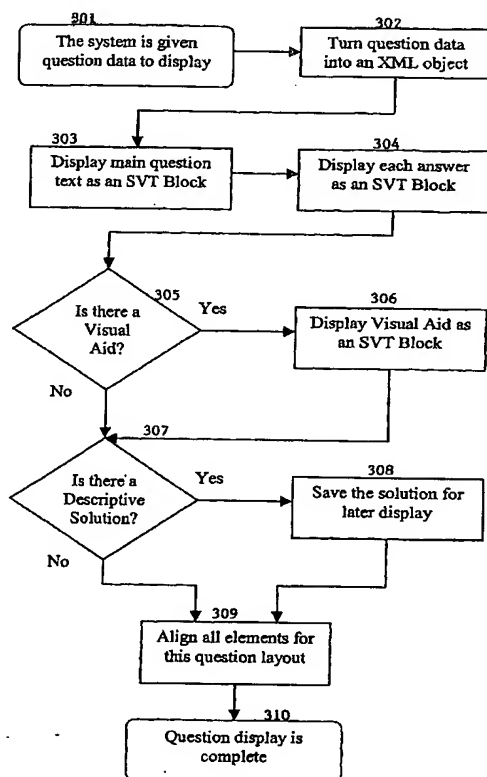 301
The system is given
question data to display
302
Turn question data
into an XML object
303
Display main question
text as an SVT Block
304
Display each answer
as an SVT Block
305
Is there a
Visual
Aid?
Yes
No
306
Display Visual Aid as
an SVT Block
307
Is there a
Descriptive
Solution?
Yes
No
308
Save the solution for
later display
309
Align all elements for
this question layout
310
Question display is
complete